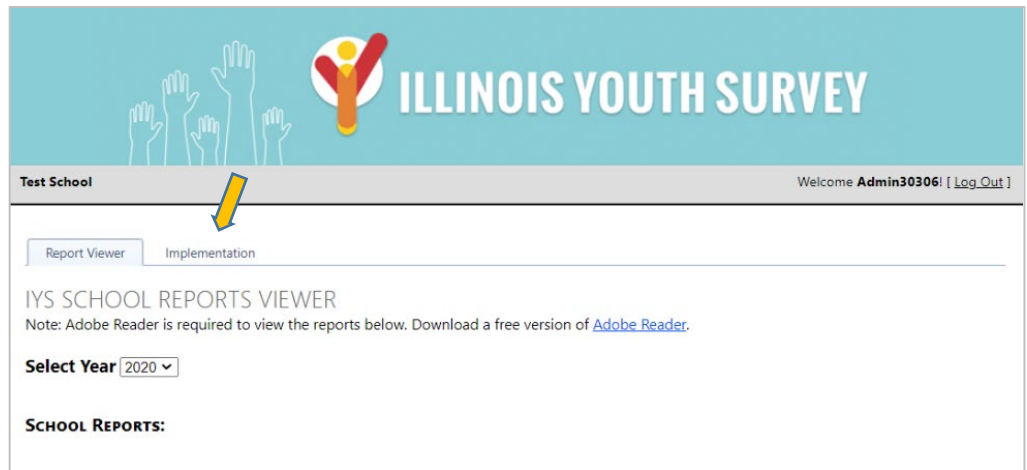 ILLINOIS YOUTH SURVEY
Test School
Welcome Admin30306! [ Log Out ]
Report Viewer
Implementation
IYS SCHOOL REPORTS VIEWER
Note: Adobe Reader is required to view the reports below. Download a free version of Adobe Reader.
Select Year 2020
SCHOOL REPORTS: